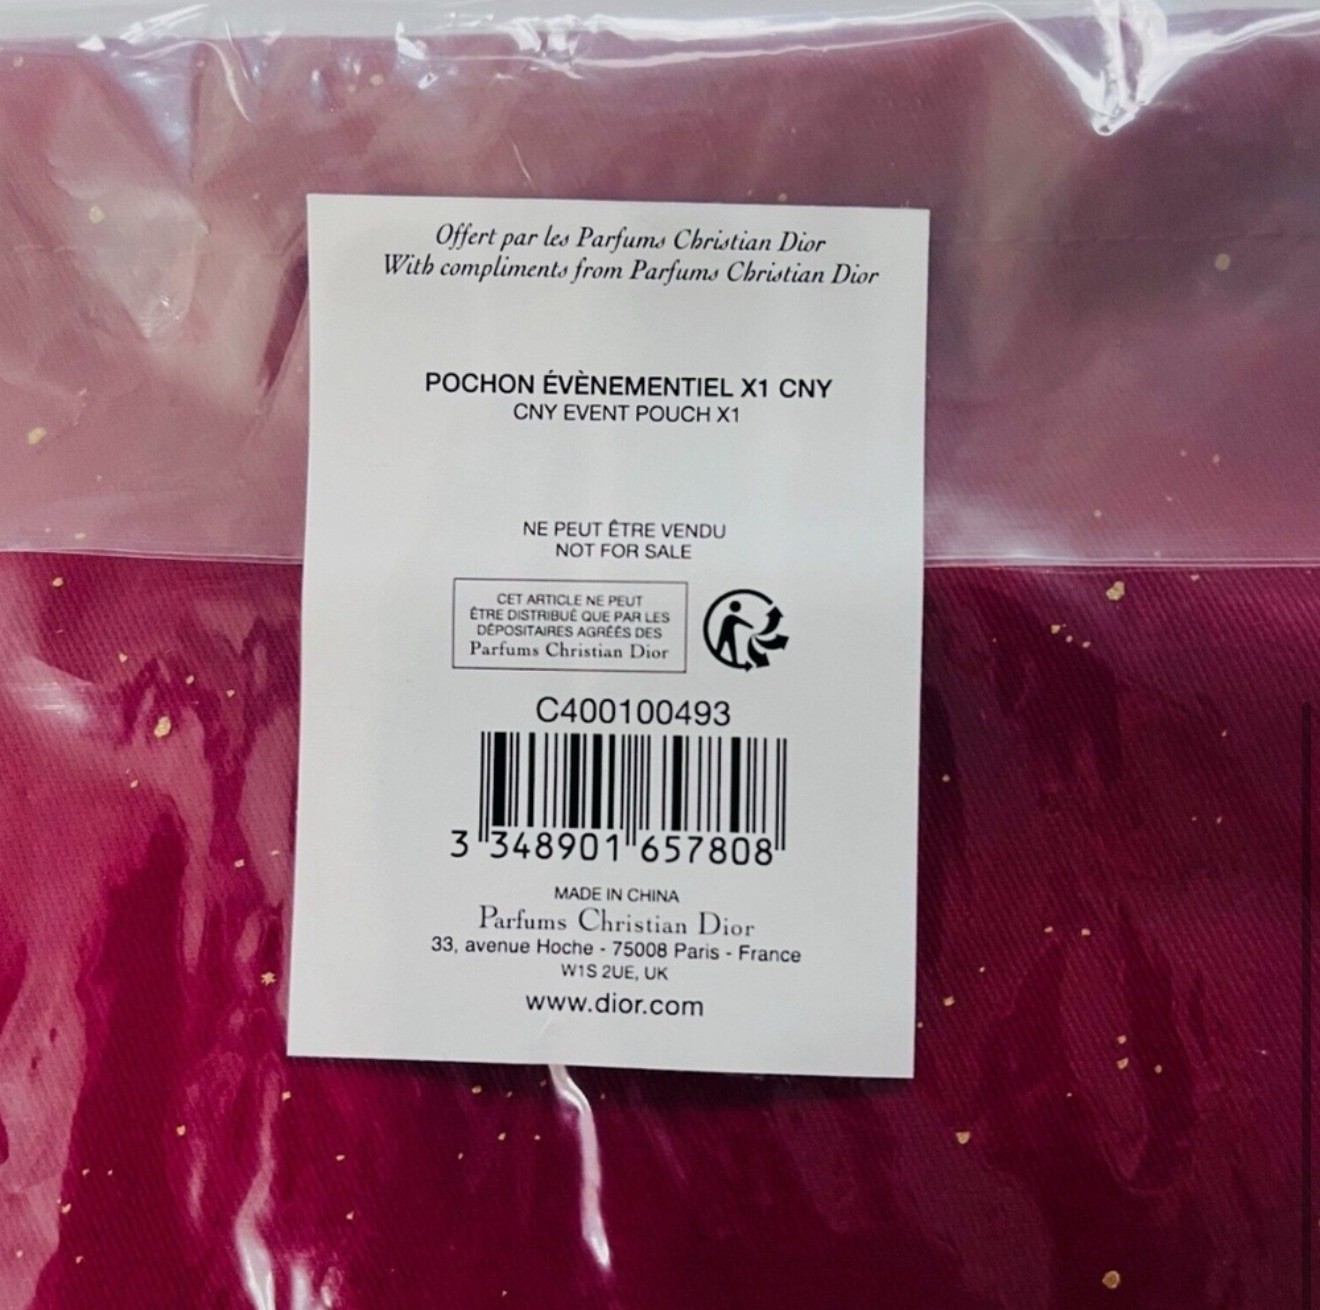 Offert par les Parfums Christian Dior
With compliments from Parfums Christian Dior
POCHON ÉVÈNEMENTIEL X1 CNY
CNY EVENT POUCH X1
NE PEUT ÊTRE VENDU
NOT FOR SALE
CET ARTICLE NE PEUT
ÊTRE DISTRIBUÉ QUE PAR LES
DÉPOSITAIRES AGRÉÉS DES
Parfums Christian Dior
C400100493
3 348901 657808
MADE IN CHINA
Parfums Christian Dior
33, avenue Hoche - 75008 Paris - France
W1S 2UE, UK
www.dior.com